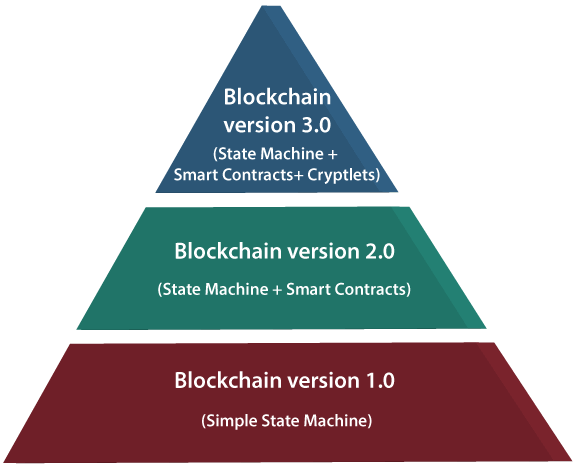 Blockchain
version 3.0
(State Machine +
Smart Contracts+ Cryptlets)
Blockchain version 2.0
(State Machine + Smart Contracts)
Blockchain version 1.0
(Simple State Machine)